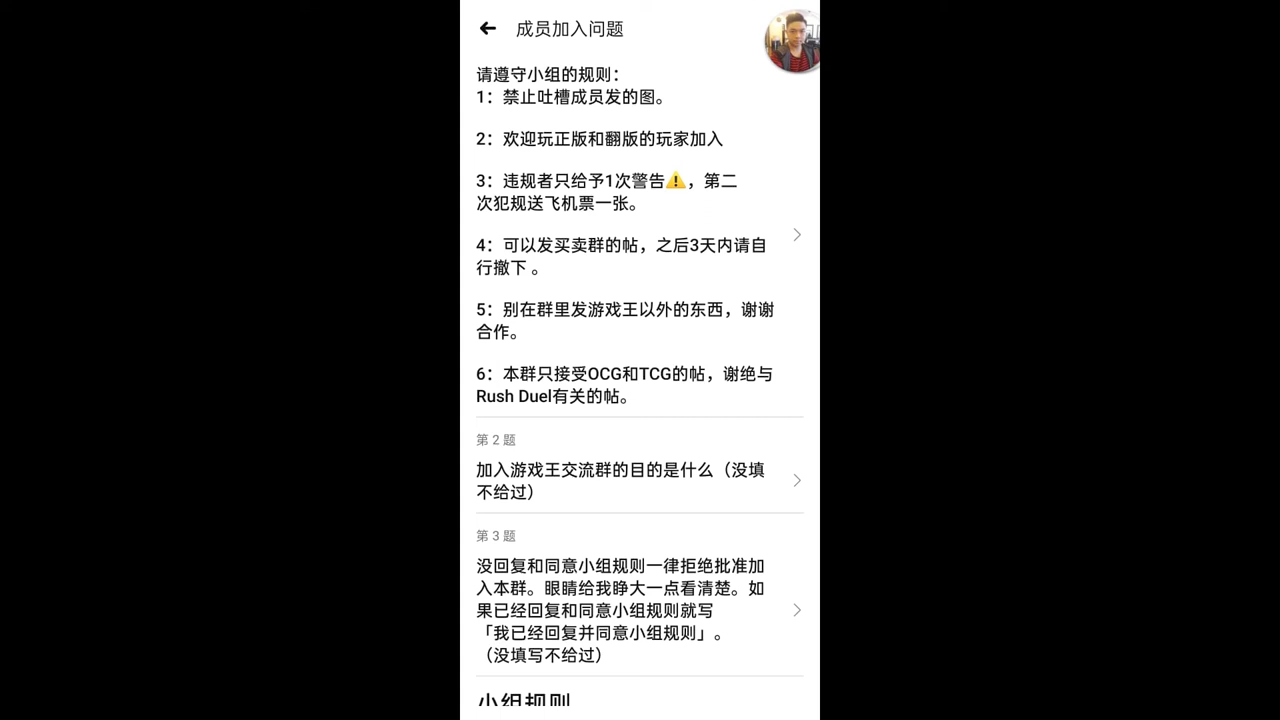 成员加入问题
请遵守小组的规则：
1：禁止吐槽成员发的图。
2：欢迎玩正版和翻版的玩家加入
3：违规者只给予1次警告⚠️，第二
次犯规送飞机票一张。
4：可以发买卖群的帖，之后3天内请自
行撤下 。
5：别在群里发游戏王以外的东西，谢谢
合作。
6：本群只接受OCG和TCG的帖，谢绝与
Rush Duel有关的帖。
第 2 题
加入游戏王交流群的目的是什么（没填
不给过）
第 3 题
没回复和同意小组规则一律拒绝批准加
入本群。眼睛给我睁大一点看清楚。如
果已经回复和同意小组规则就写
「我已经回复并同意小组规则」。
（没填写不给过）
小组规则